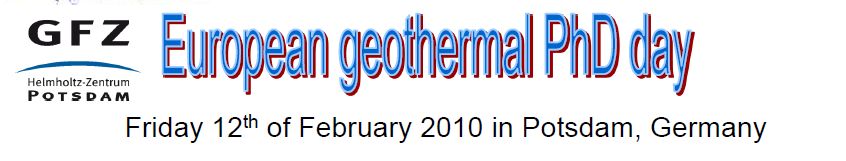 GFZ
Helmholtz-Zentrum
POTSDAM
European geothermal PhD day
Friday 12th of February 2010 in Potsdam, Germany